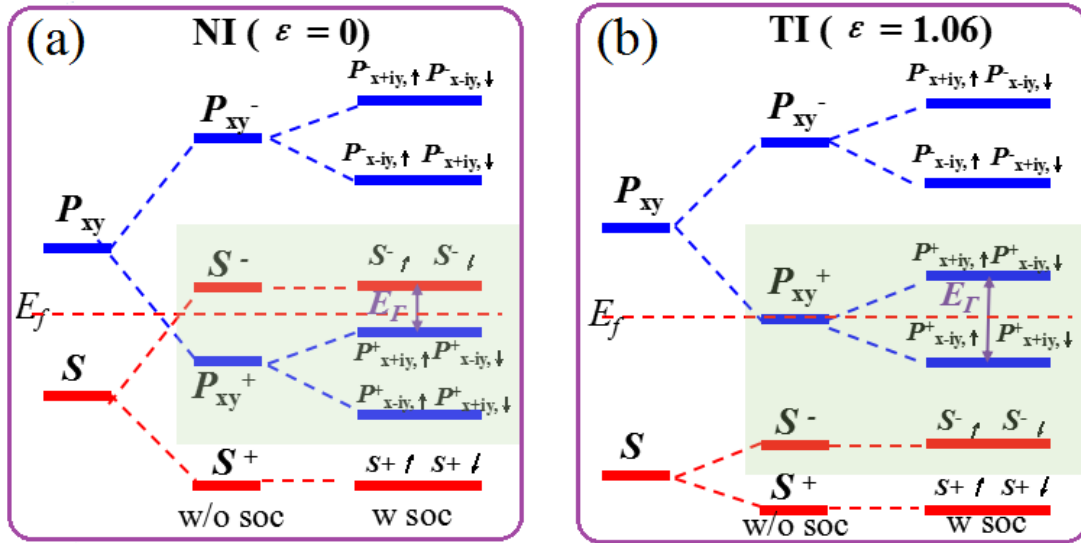 (a) NI ( ε = 0)
P⁻x+iy,↑ P⁻x-iy,↓
Pxy⁻
P⁻x-iy,↑ P⁻x+iy,↓
Pxy
S⁻
S⁻↑ S⁻↓
EΓ
Ef
P⁺x+iy,↑ P⁺x-iy,↓
S
Pxy⁺
P⁺x-iy,↑ P⁺x+iy,↓
S⁺
S+↑ S+↓
w/o soc
w soc
(b) TI ( ε = 1.06)
P⁻x+iy,↑ P⁻x-iy,↓
Pxy⁻
P⁻x-iy,↑ P⁻x+iy,↓
Pxy
P⁺x+iy,↑ P⁺x-iy,↓
Pxy⁺
EΓ
Ef
P⁺x-iy,↑ P⁺x+iy,↓
S⁻
S⁻↑ S⁻↓
S
S⁺
S+↑ S+↓
w/o soc
w soc